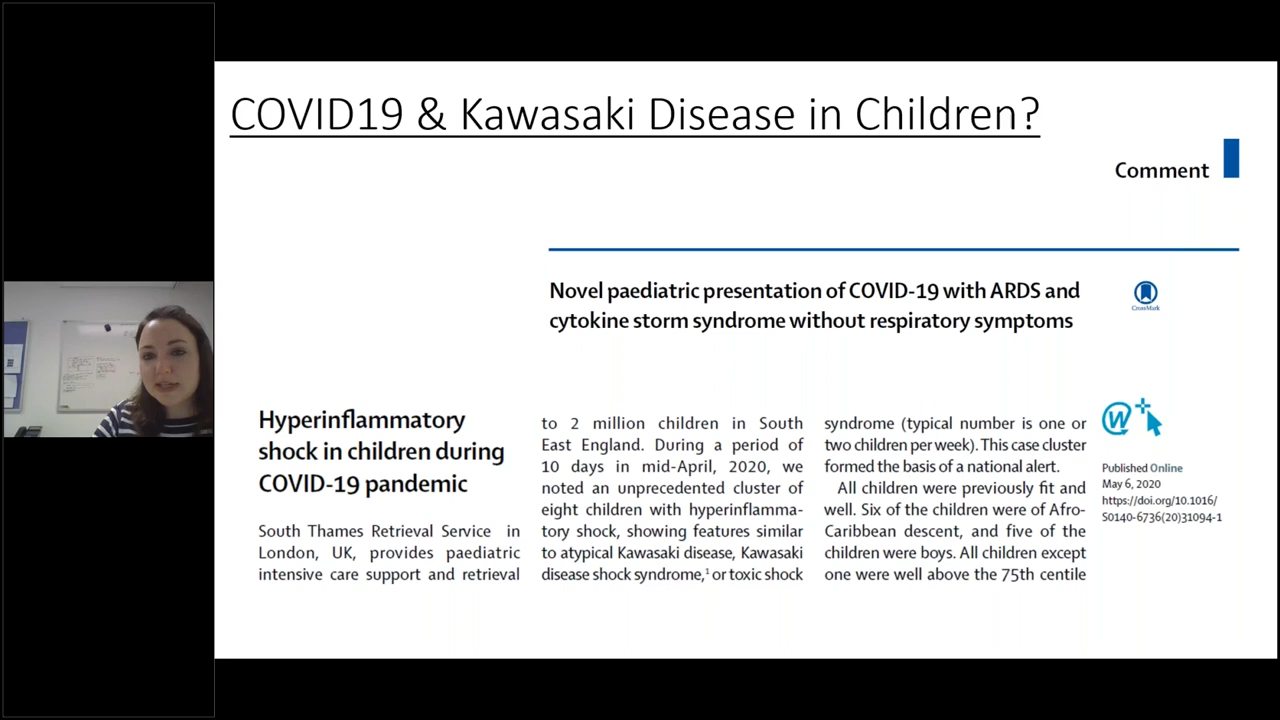 COVID19 & Kawasaki Disease in Children?
Comment
Novel paediatric presentation of COVID-19 with ARDS and
cytokine storm syndrome without respiratory symptoms
CrossMark
Hyperinflammatory
shock in children during
COVID-19 pandemic
South Thames Retrieval Service in
London, UK, provides paediatric
intensive care support and retrieval
to 2 million children in South
East England. During a period of
10 days in mid-April, 2020, we
noted an unprecedented cluster of
eight children with hyperinflamma-
tory shock, showing features similar
to atypical Kawasaki disease, Kawasaki
disease shock syndrome,¹ or toxic shock
syndrome (typical number is one or
two children per week). This case cluster
formed the basis of a national alert.
All children were previously fit and
well. Six of the children were of Afro-
Caribbean descent, and five of the
children were boys. All children except
one were well above the 75th centile
W
Published Online
May 6, 2020
https://doi.org/10.1016/
S0140-6736(20)31094-1